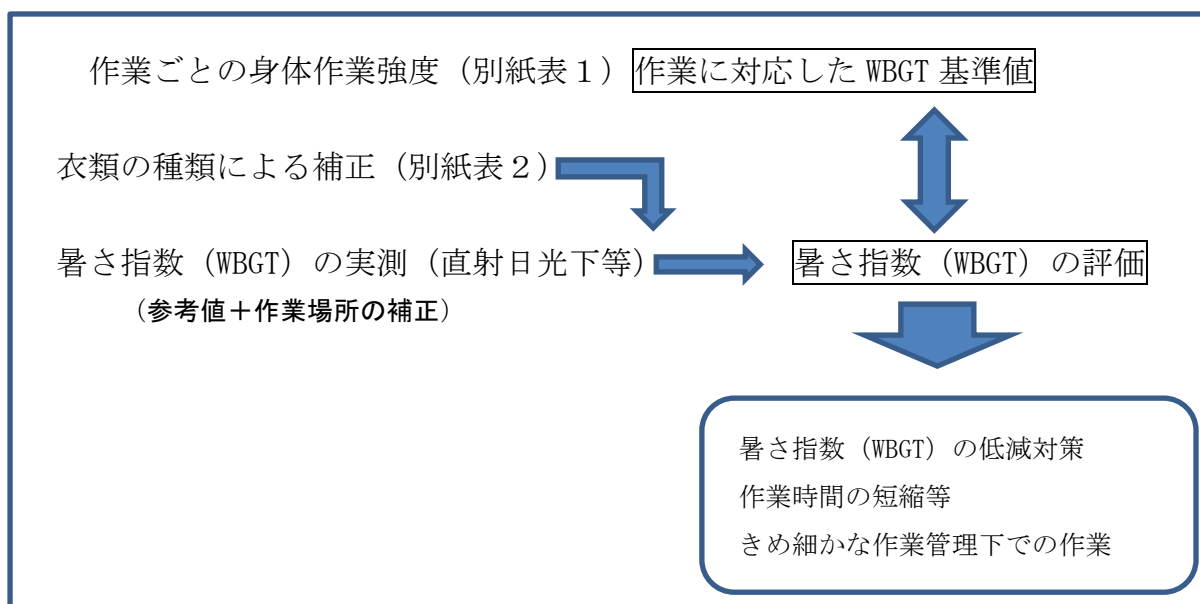 作業ごとの身体作業強度（別紙表１）作業に対応した WBGT 基準値
衣類の種類による補正（別紙表２）
暑さ指数（WBGT）の実測（直射日光下等） 暑さ指数（WBGT）の評価
（参考値＋作業場所の補正）
暑さ指数（WBGT）の低減対策
作業時間の短縮等
きめ細かな作業管理下での作業